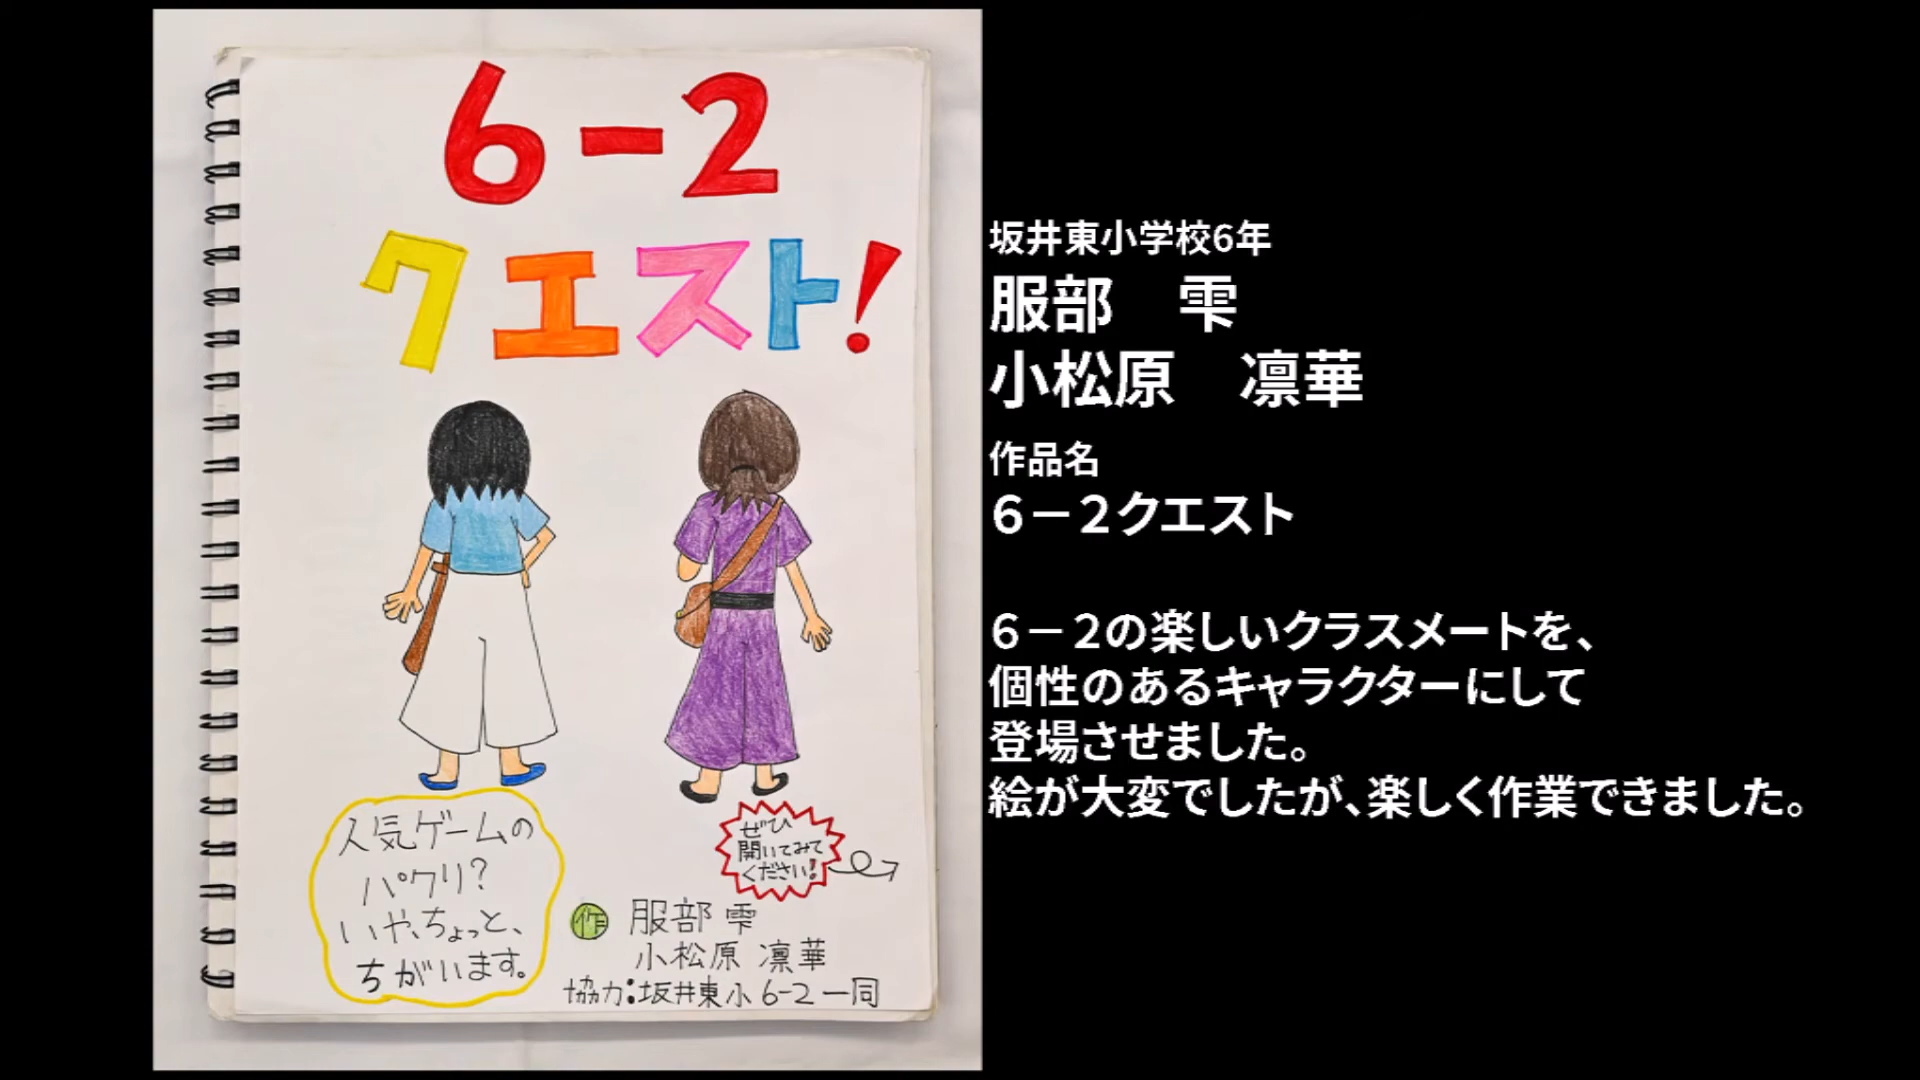 6-2
クエスト!
人気ゲームの
パクリ?
いや、ちょっと、
ちがいます。
ぜひ
開いてみて
ください!
作 服部 雫
小松原 凛華
協力:坂井東小 6-2 一同
坂井東小学校6年
服部 雫
小松原 凛華
作品名
6－2クエスト
6－2の楽しいクラスメートを、
個性のあるキャラクターにして
登場させました。
絵が大変でしたが、楽しく作業できました。